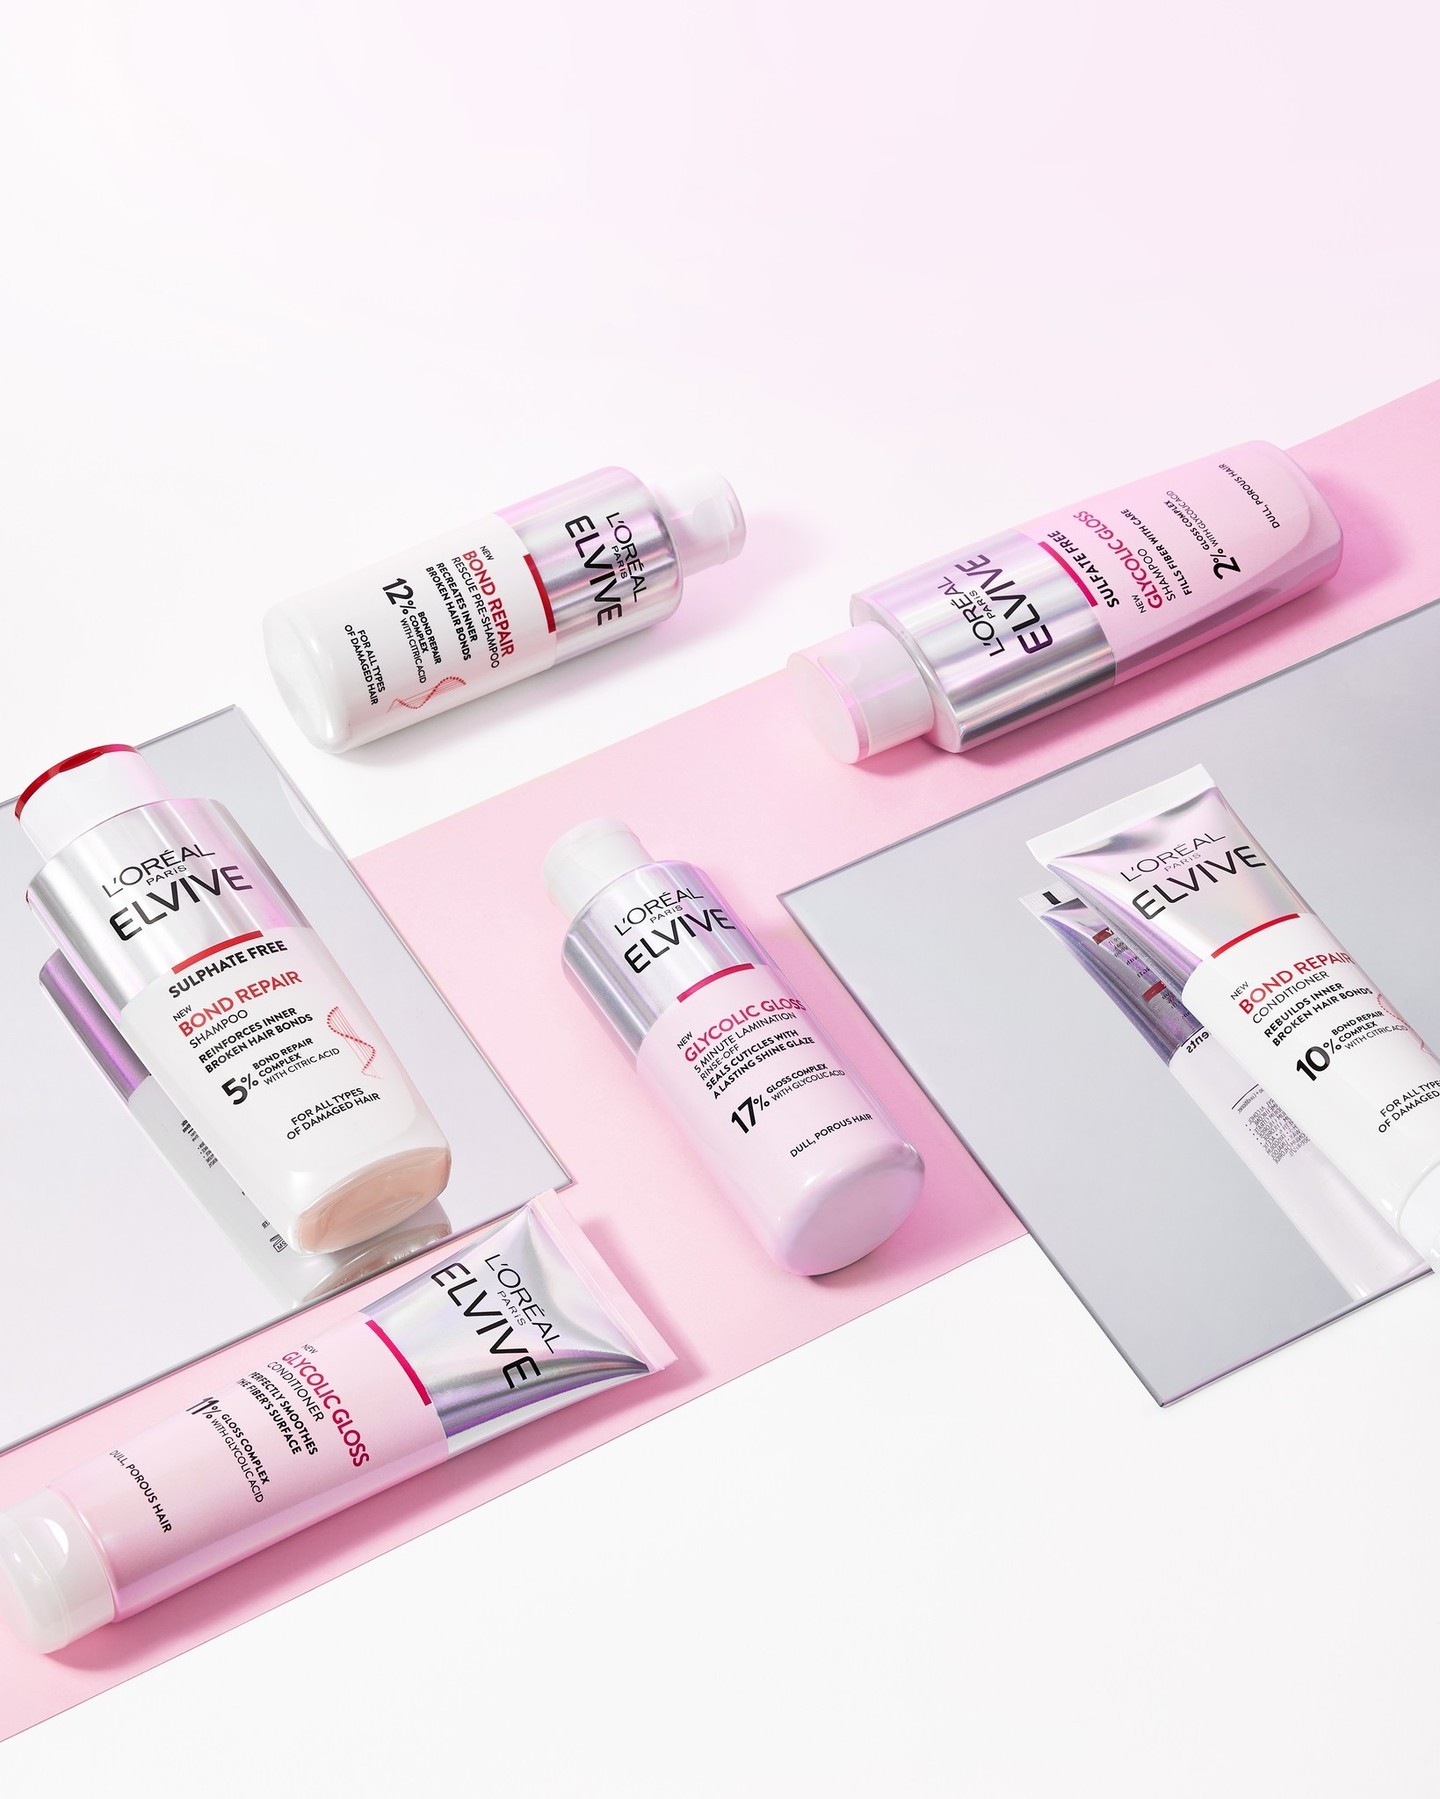 L'ORÉAL
PARIS
ELVIVE
NEW
BOND REPAIR
RESCUE PRE-SHAMPOO
RECREATES INNER
BROKEN HAIR BONDS
12% BOND REPAIR
COMPLEX
WITH CITRIC ACID
FOR ALL TYPES
OF DAMAGED HAIR
L'ORÉAL
PARIS
ELVIVE
SULFATE FREE
NEW
GLYCOLIC GLOSS
SHAMPOO
FILLS FIBER WITH CARE
2% GLOSS COMPLEX
WITH GLYCOLIC ACID
DULL, POROUS HAIR
L'ORÉAL
PARIS
ELVIVE
SULPHATE FREE
NEW
BOND REPAIR
SHAMPOO
REINFORCES INNER
BROKEN HAIR BONDS
5% BOND REPAIR
COMPLEX
WITH CITRIC ACID
FOR ALL TYPES
OF DAMAGED HAIR
L'ORÉAL
PARIS
ELVIVE
NEW
GLYCOLIC GLOSS
5 MINUTE LAMINATION
RINSE-OFF
SEALS CUTICLES WITH
A LASTING SHINE GLAZE
17% GLOSS COMPLEX
WITH GLYCOLIC ACID
DULL, POROUS HAIR
L'ORÉAL
PARIS
ELVIVE
NEW
BOND REPAIR
CONDITIONER
REBUILDS INNER
BROKEN HAIR BONDS
10% BOND REPAIR
COMPLEX
WITH CITRIC ACID
FOR ALL TYPES
OF DAMAGED
L'ORÉAL
PARIS
ELVIVE
NEW
GLYCOLIC GLOSS
CONDITIONER
PERFECTLY SMOOTHES
THE FIBER'S SURFACE
11% GLOSS COMPLEX
WITH GLYCOLIC ACID
DULL, POROUS HAIR